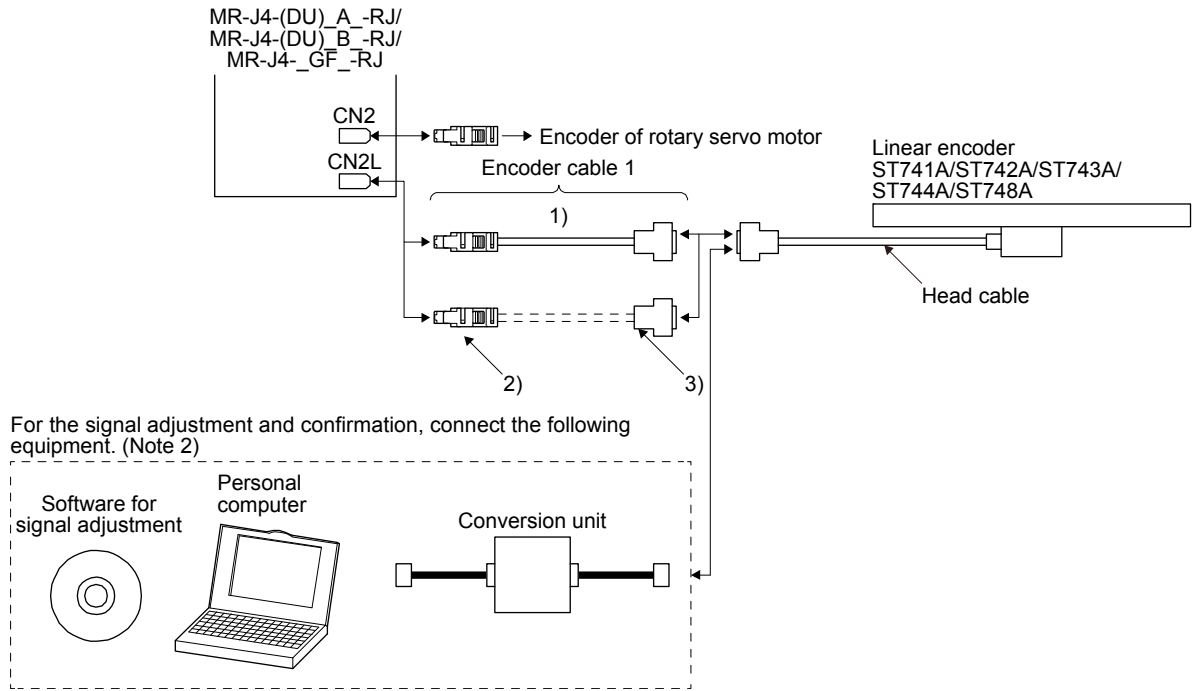 MR-J4-(DU)_A_-RJ/
MR-J4-(DU)_B_-RJ/
MR-J4-_GF_-RJ
CN2
Encoder of rotary servo motor
CN2L
Encoder cable 1
1)
Linear encoder
ST741A/ST742A/ST743A/
ST744A/ST748A
Head cable
2)
3)
For the signal adjustment and confirmation, connect the following
equipment. (Note 2)
Software for
signal adjustment
Personal
computer
Conversion unit